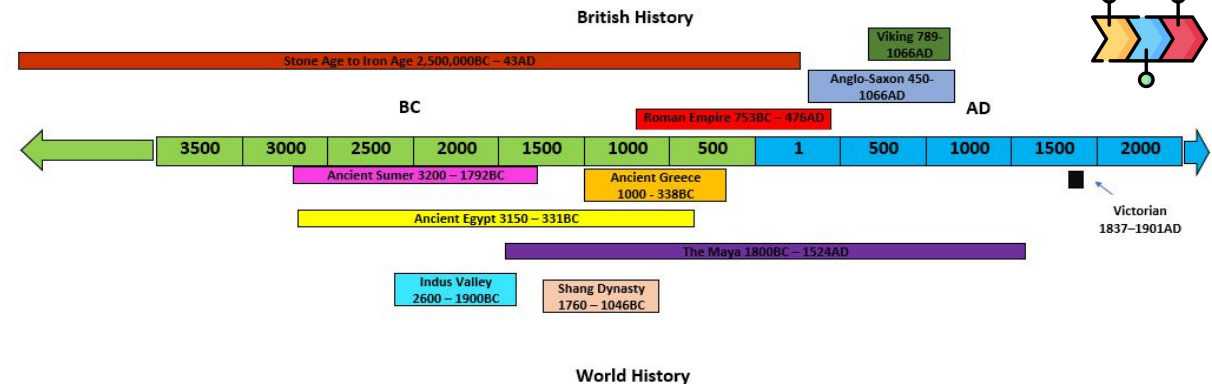 British History
Viking 789-
1066AD
Stone Age to Iron Age 2,500,000BC – 43AD
Anglo-Saxon 450-
1066AD
BC
AD
Roman Empire 753BC – 476AD
3500 3000 2500 2000 1500 1000 500 1 500 1000 1500 2000
Ancient Sumer 3200 – 1792BC
Ancient Greece
1000 - 338BC
Ancient Egypt 3150 – 331BC
Victorian
1837–1901AD
The Maya 1800BC – 1524AD
Indus Valley
2600 – 1900BC
Shang Dynasty
1760 – 1046BC
World History